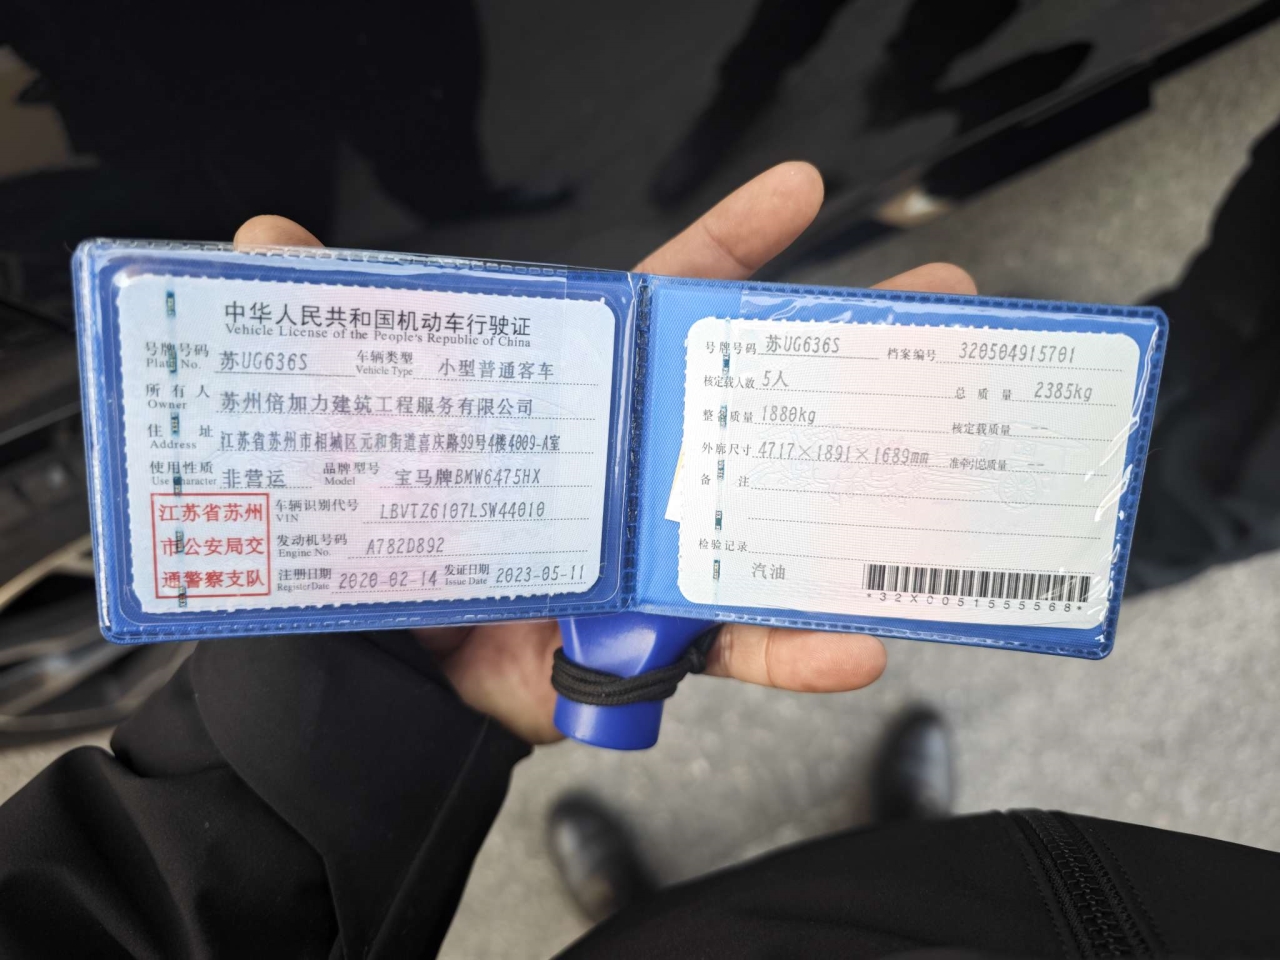 中华人民共和国机动车行驶证
Vehicle License of the People's Republic of China
号牌号码 苏UG636S 车辆类型 小型普通客车
Plate No. Vehicle Type
所有人 苏州倍加力建筑工程服务有限公司
Owner
住址 江苏省苏州市相城区元和街道喜庆路99号4楼4009-A室
Address
使用性质 非营运 品牌型号 宝马牌BMW6475HX
Use Character Model
江苏省苏州
市公安局交
通警察支队
车辆识别代号 LBVTZ6107LSW44010
VIN
发动机号码 A782D892
Engine No.
注册日期 2020-02-14 发证日期 2023-05-11
Register Date Issue Date
号牌号码 苏UG636S 档案编号 320504915701
核定载人数 5人 总质量 2385kg
整备质量 1880kg 核定载质量 --
外廓尺寸 4717×1891×1689mm 准牵引总质量 --
备注
检验记录
汽油
*32XC0051555568*